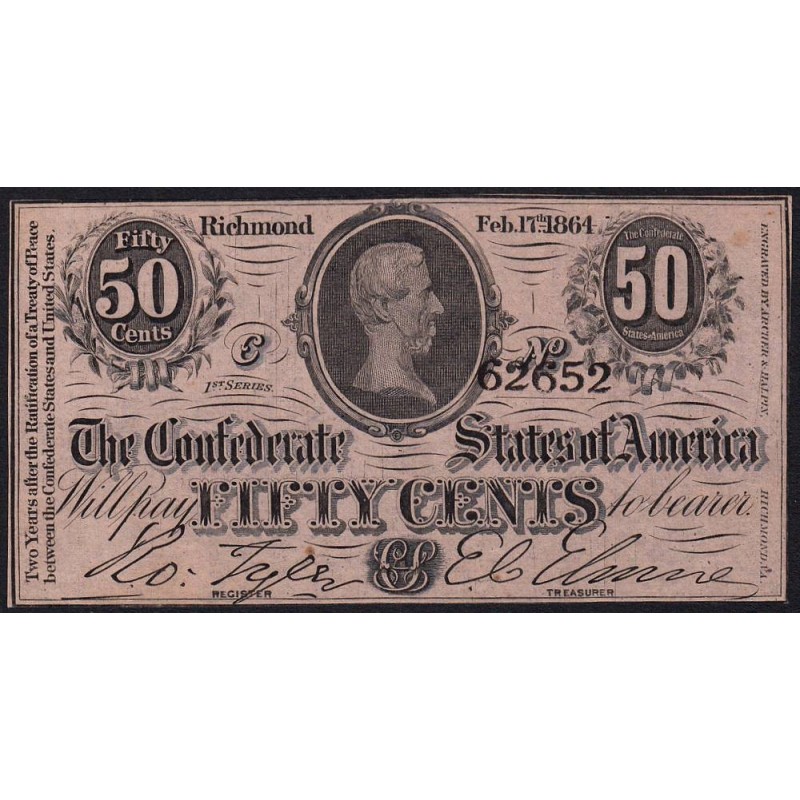 Two Years after the Ratification of a Treaty of Peace
between the Confederate States and United States.
Fifty
50
Cents
Richmond
Feb. 17th 1864
The Confederate
50
States of America
G
1ST SERIES.
No
62652
The Confederate States of America
Will pay FIFTY CENTS to bearer.
Ro: Tyler
REGISTER
CS
E C Elmore
TREASURER
ENGRAVED BY ARCHER & HALPIN.
RICHMOND, VA.